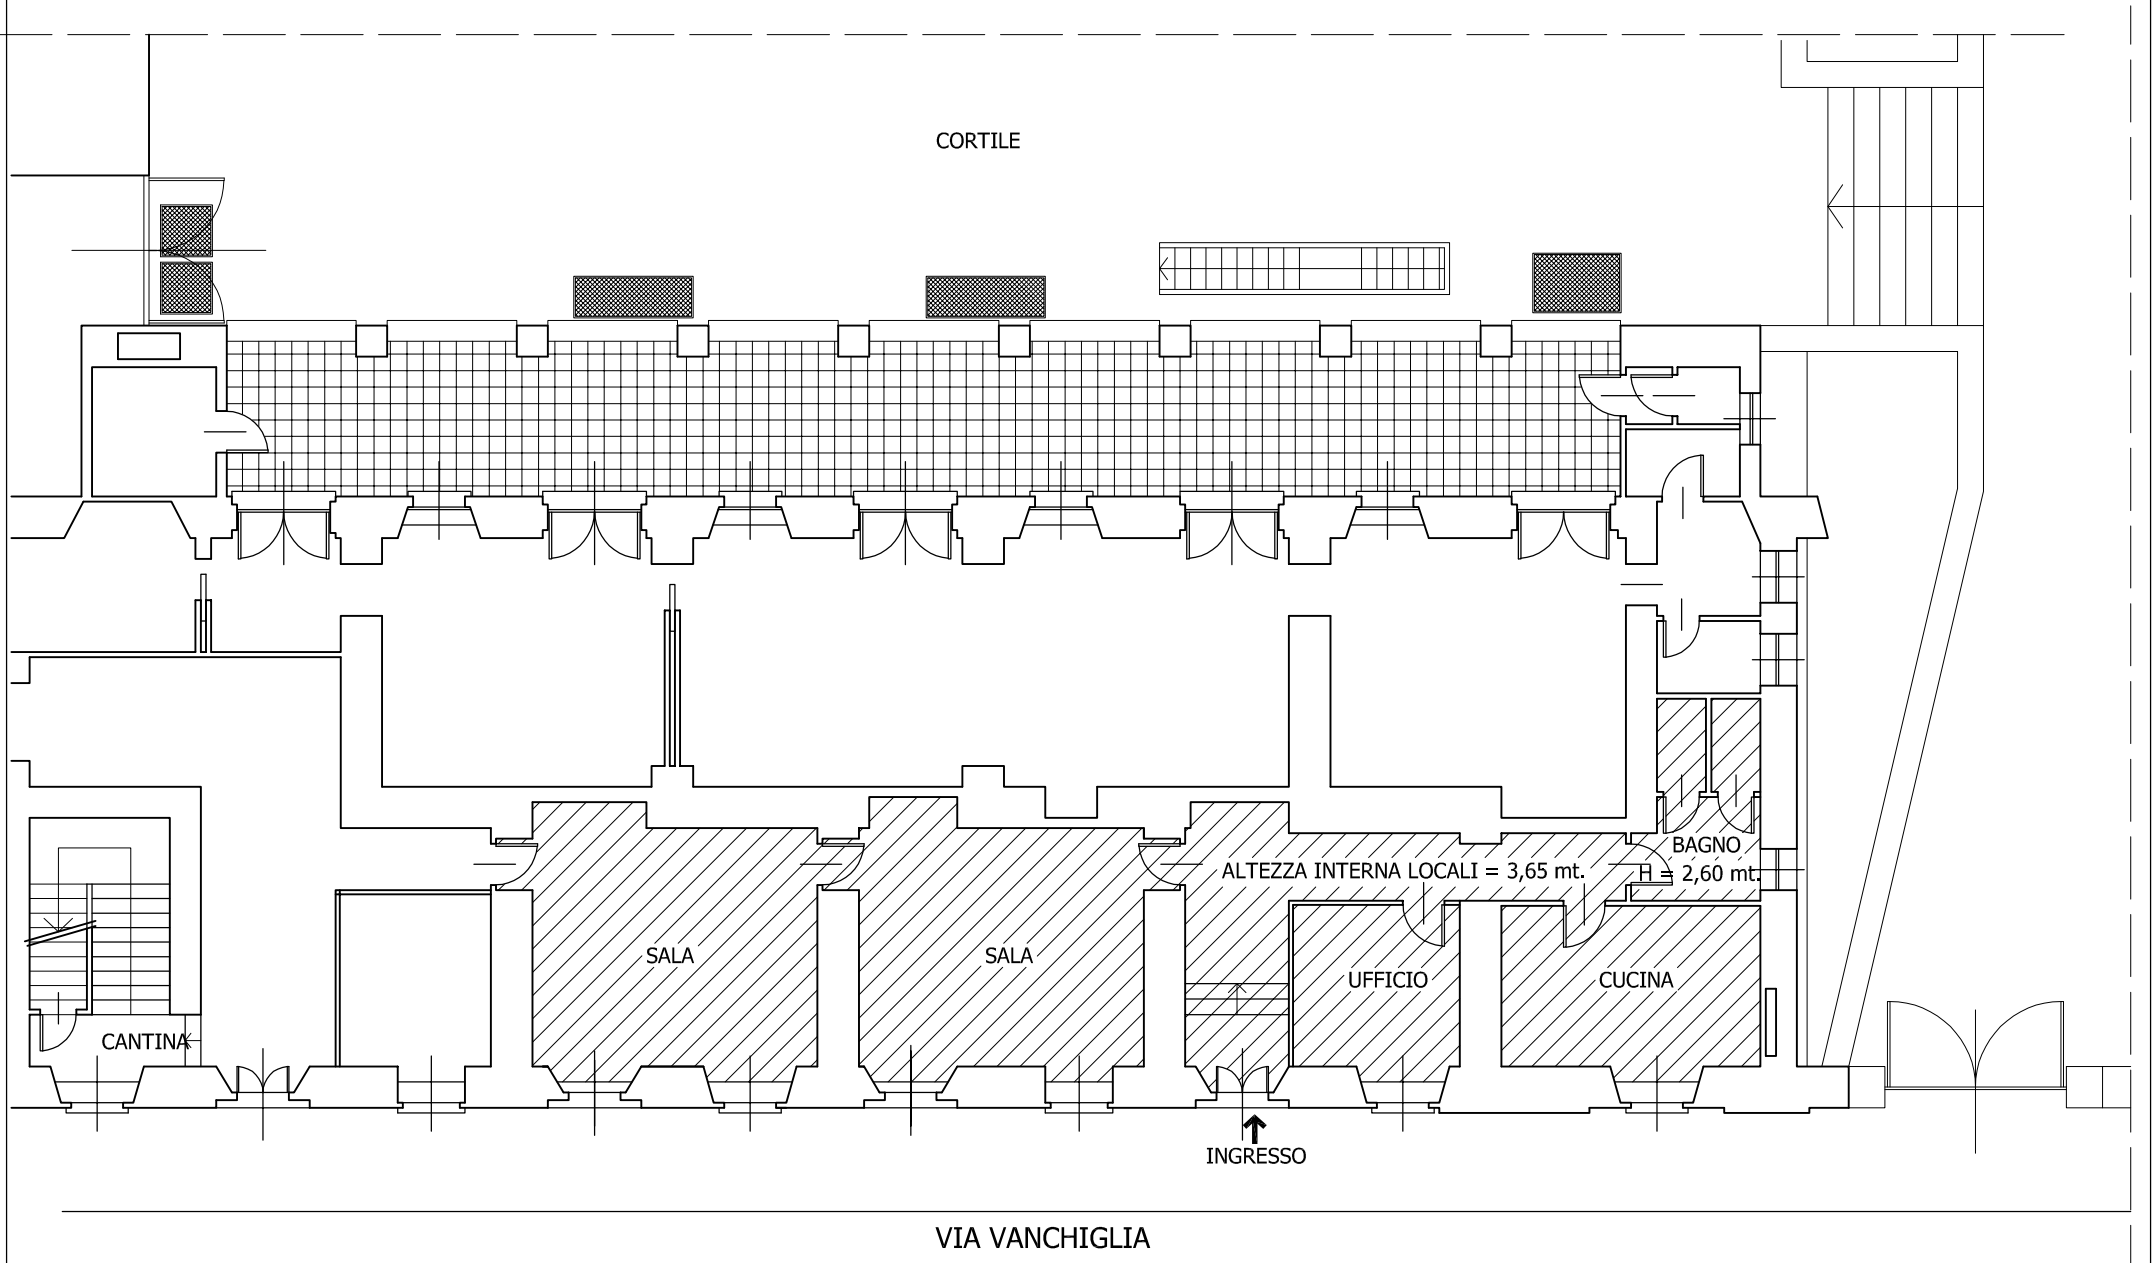 CORTILE
BAGNO
ALTEZZA INTERNA LOCALI = 3,65 mt.
H = 2,60 mt.
SALA
SALA
UFFICIO
CUCINA
CANTINA
INGRESSO
VIA VANCHIGLIA